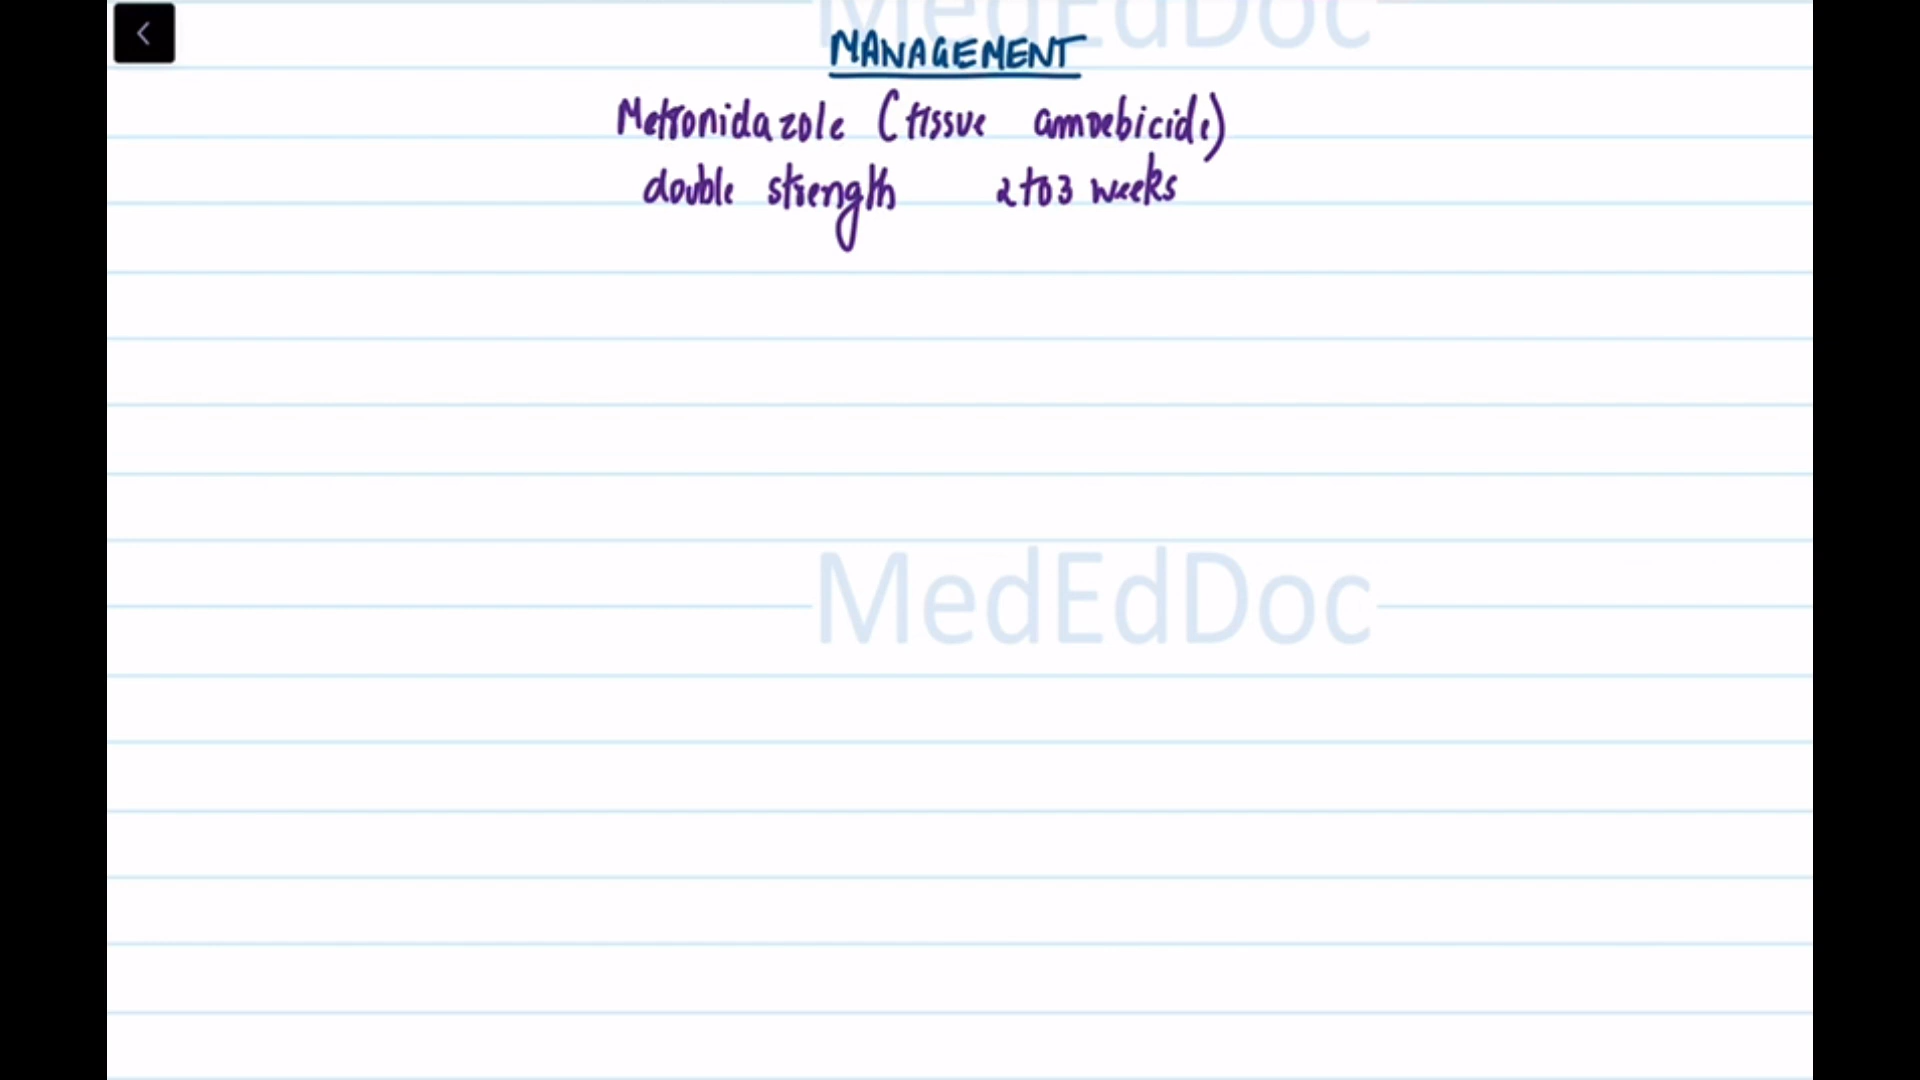 MedEdDoc
MANAGEMENT
Metronidazole (tissue amoebicide)
double strength 2 to 3 weeks
MedEdDoc